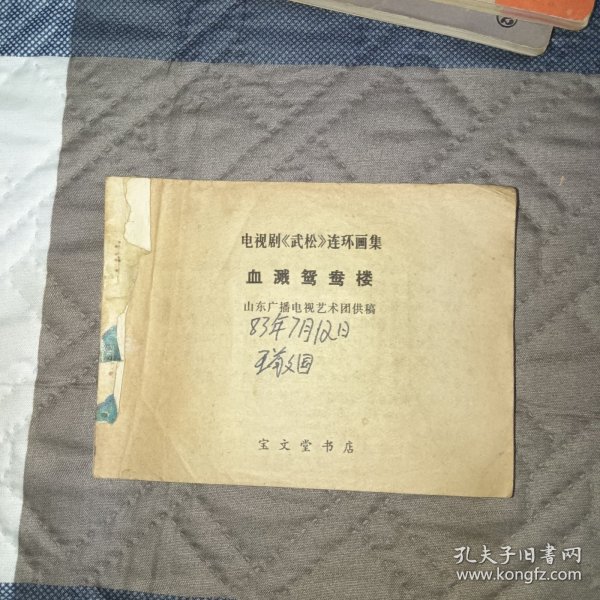 电视剧《武松》连环画集
血溅鸳鸯楼
山东广播电视艺术团供稿
83年7月12日
宝文堂书店
孔夫子旧书网
www.kongfz.com